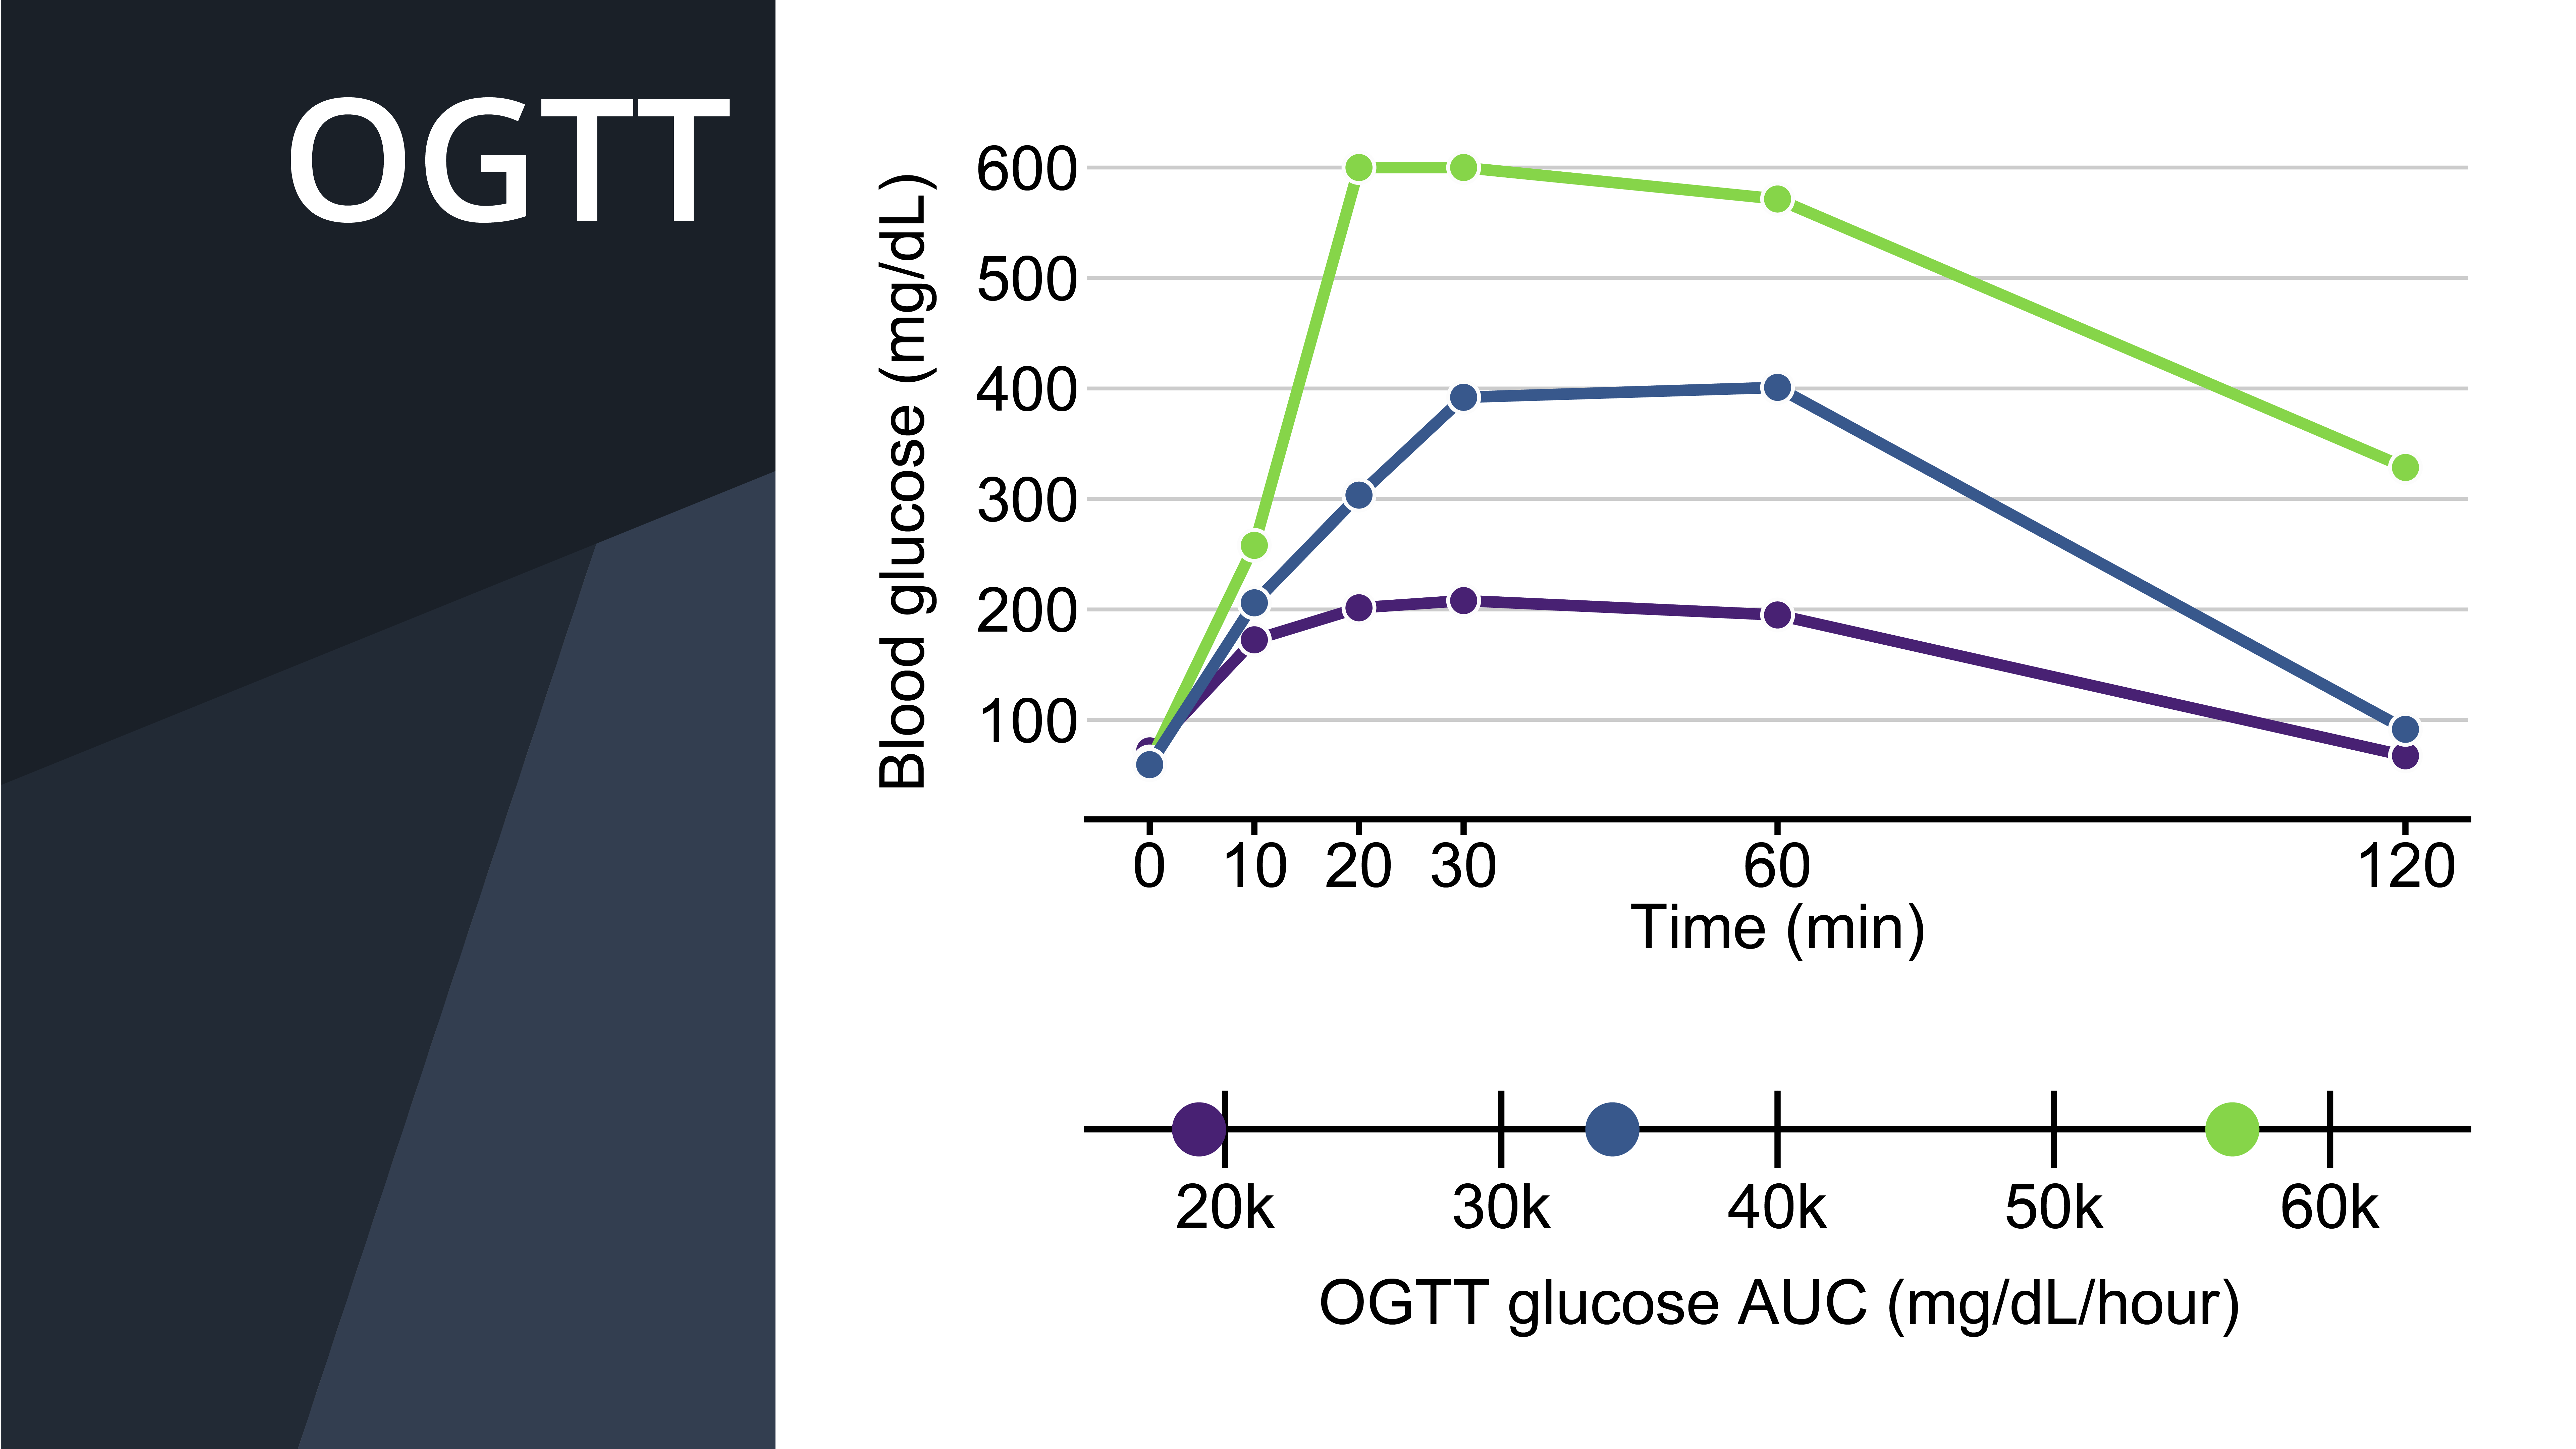 OGTT
Blood glucose (mg/dL)
600
500
400
300
200
100
0 10 20 30 60 120
Time (min)
20k 30k 40k 50k 60k
OGTT glucose AUC (mg/dL/hour)